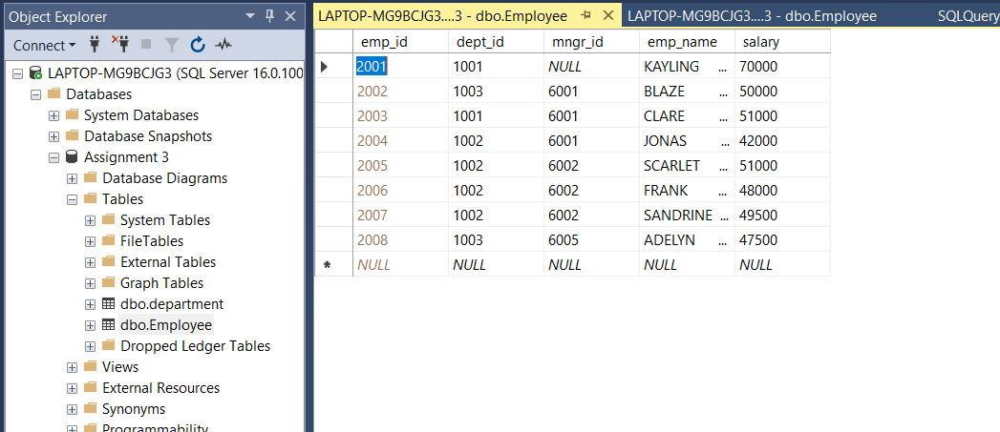 Object Explorer
Connect
LAPTOP-MG9BCJG3 (SQL Server 16.0.100
Databases
System Databases
Database Snapshots
Assignment 3
Database Diagrams
Tables
System Tables
FileTables
External Tables
Graph Tables
dbo.department
dbo.Employee
Dropped Ledger Tables
Views
External Resources
Synonyms
Programmability
LAPTOP-MG9BCJG3....3 - dbo.Employee LAPTOP-MG9BCJG3....3 - dbo.Employee SQLQuery
emp_id dept_id mngr_id emp_name salary
2001 1001 NULL KAYLING ... 70000
2002 1003 6001 BLAZE ... 50000
2003 1001 6001 CLARE ... 51000
2004 1002 6001 JONAS ... 42000
2005 1002 6002 SCARLET ... 51000
2006 1002 6002 FRANK ... 48000
2007 1002 6002 SANDRINE ... 49500
2008 1003 6005 ADELYN ... 47500
NULL NULL NULL NULL NULL